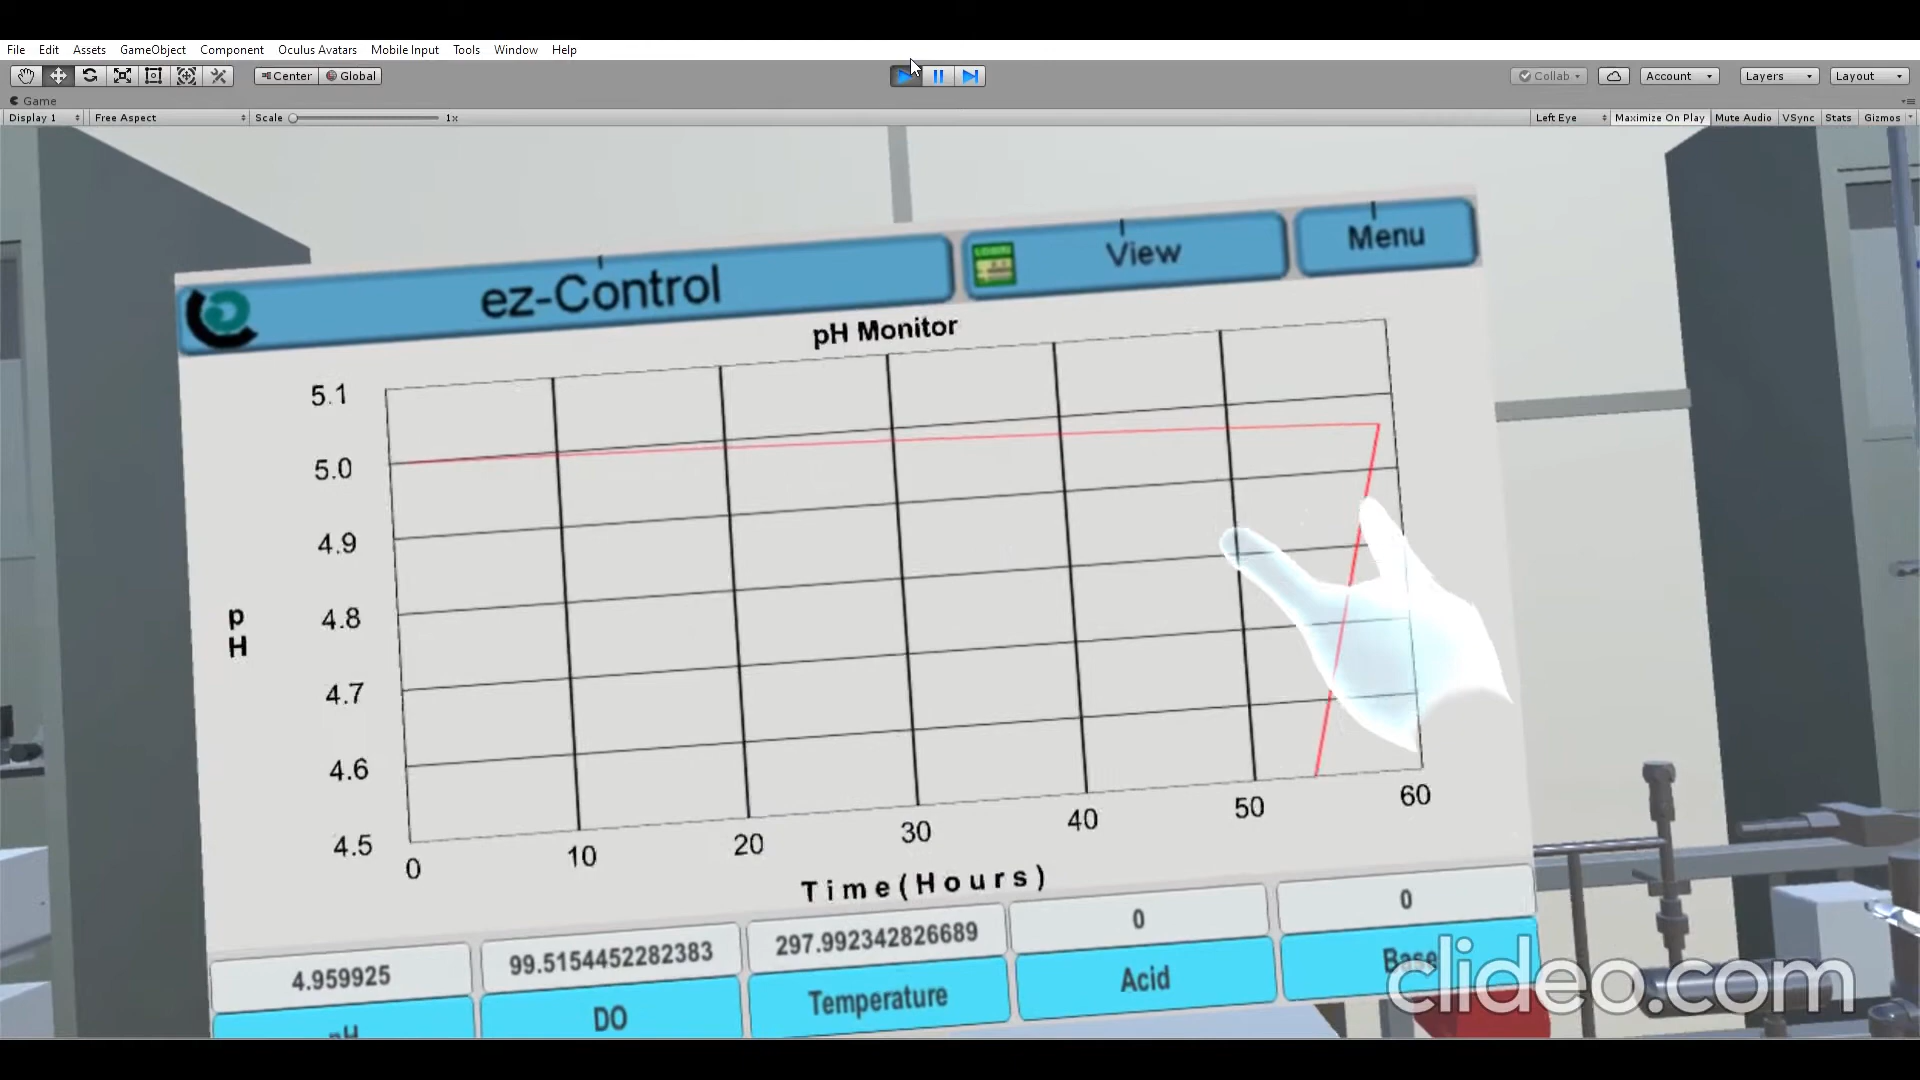 File Edit Assets GameObject Component Oculus Avatars Mobile Input Tools Window Help
Center Global Collab Account Layers Layout
Game
Display 1 Free Aspect Scale 1x Left Eye Maximize On Play Mute Audio VSync Stats Gizmos
ez-Control View Menu
LOGIN
pH Monitor
5.1
5.0
4.9
4.8
4.7
4.6
4.5
pH
0 10 20 30 40 50 60
Time(Hours)
4.959925 99.5154452282383 297.992342826689 0 0
pH DO Temperature Acid Base
clideo.com